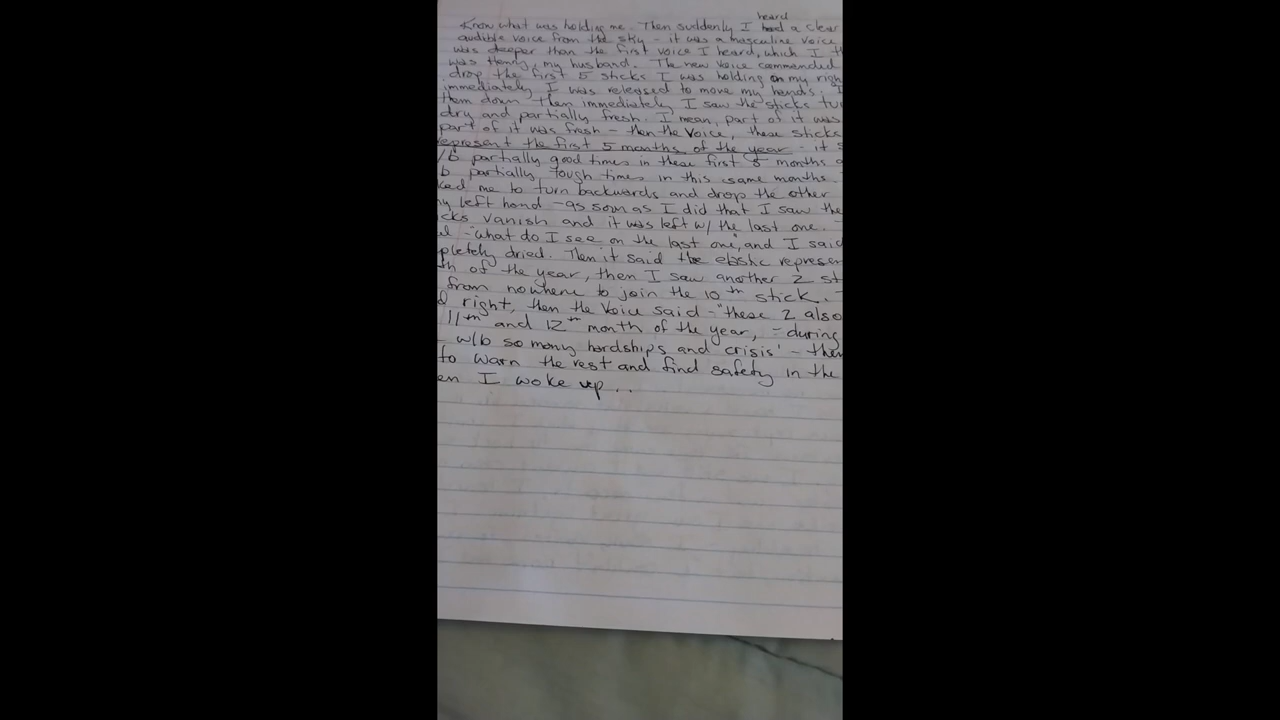 heard
Know what was holding me. Then suddenly I had a clear
audible voice from the sky - it was a masculine voice
was deeper than the first voice I heard, which I th
was Hendy, my husband. The new voice commended
drop the first 5 sticks I was holding on my righ
immediately I was released to move my hands. I
them down then immediately I saw the sticks tur
dry and partially fresh. I mean, part of it was
part of it was fresh - then the Voice, these sticks
epresent the first 5 months of the year - it s
/b partially good times in these first 5 months a
b partially tough times in this same months.
ked me to turn backwards and drop the other
y left hand - as soon as I did that I saw the
cks vanish and it was left w/ the last one.
"what do I see on the last one", and I said
pletely dried. Then it said the represen
th of the year, then I saw another 2 st
from nowhere to join the 10th stick.
d right, then the Voice said - "these 2 also
11th and 12th month of the year, - during
w/b so many hardships and crisis' - then
to warn the rest and find safety in the
en I woke up..